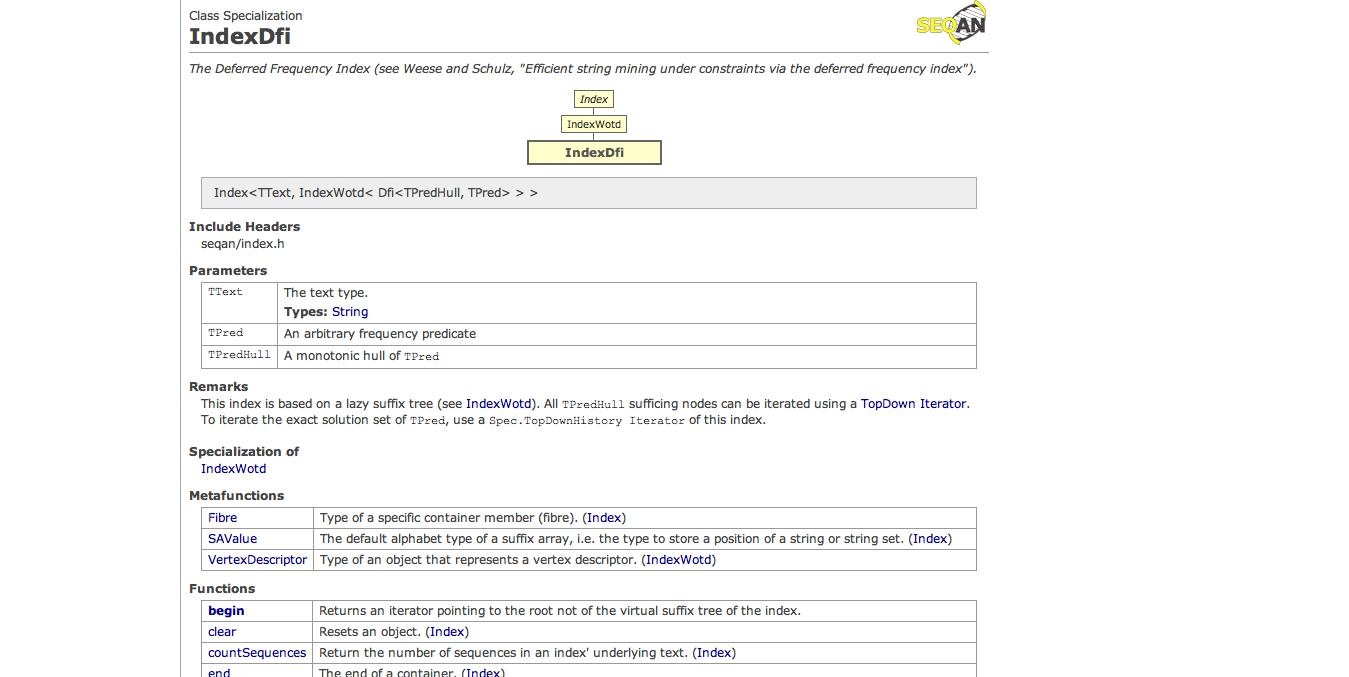 Class Specialization
SEQAN
IndexDfi
The Deferred Frequency Index (see Weese and Schulz, "Efficient string mining under constraints via the deferred frequency index").
Index
IndexWotd
IndexDfi
Index<TText, IndexWotd< Dfi<TPredHull, TPred> > >
Include Headers
seqan/index.h
Parameters
TText The text type.
Types: String
TPred An arbitrary frequency predicate
TPredHull A monotonic hull of TPred
Remarks
This index is based on a lazy suffix tree (see IndexWotd). All TPredHull sufficing nodes can be iterated using a TopDown Iterator.
To iterate the exact solution set of TPred, use a Spec.TopDownHistory Iterator of this index.
Specialization of
IndexWotd
Metafunctions
Fibre Type of a specific container member (fibre). (Index)
SAValue The default alphabet type of a suffix array, i.e. the type to store a position of a string or string set. (Index)
VertexDescriptor Type of an object that represents a vertex descriptor. (IndexWotd)
Functions
begin Returns an iterator pointing to the root not of the virtual suffix tree of the index.
clear Resets an object. (Index)
countSequences Return the number of sequences in an index' underlying text. (Index)
end The end of a container. (Index)